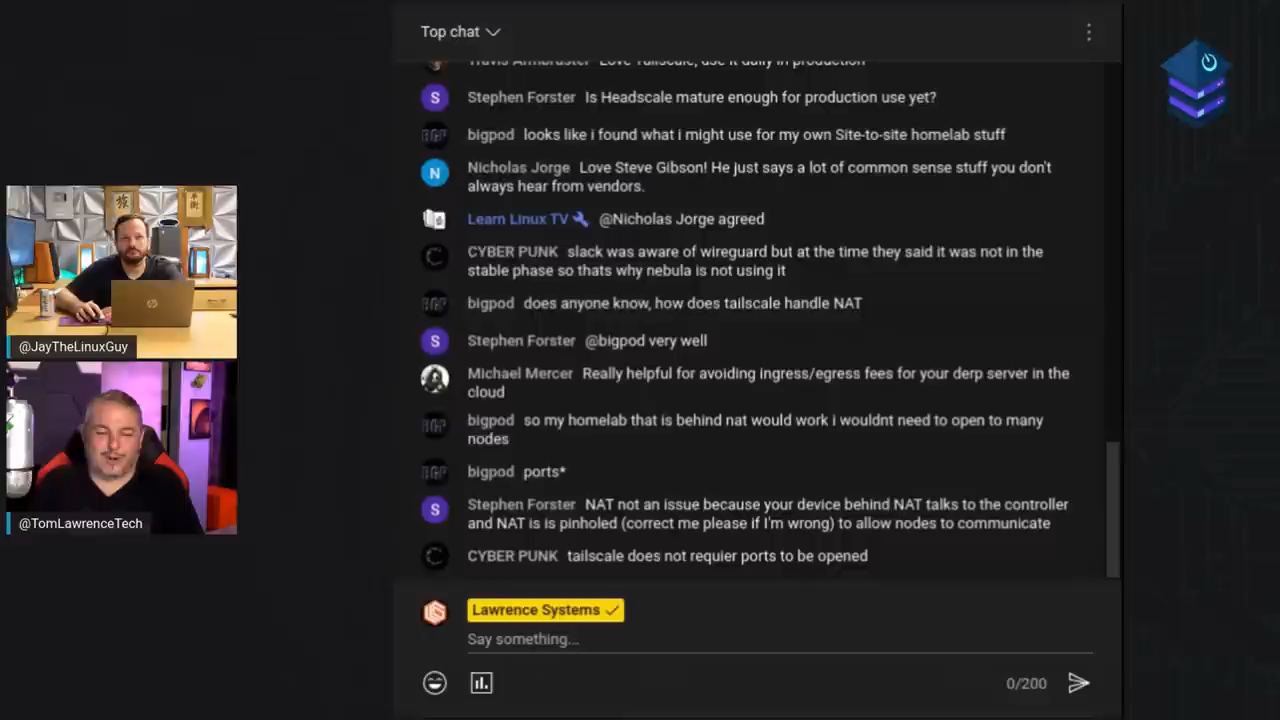 Top chat
Travis Armbruster Love Tailscale, use it daily in production
S Stephen Forster Is Headscale mature enough for production use yet?
bigpod looks like i found what i might use for my own Site-to-site homelab stuff
N Nicholas Jorge Love Steve Gibson! He just says a lot of common sense stuff you don't
always hear from vendors.
Learn Linux TV @Nicholas Jorge agreed
CYBER PUNK slack was aware of wireguard but at the time they said it was not in the
stable phase so thats why nebula is not using it
bigpod does anyone know, how does tailscale handle NAT
S Stephen Forster @bigpod very well
Michael Mercer Really helpful for avoiding ingress/egress fees for your derp server in the
cloud
bigpod so my homelab that is behind nat would work i wouldnt need to open to many
nodes
bigpod ports*
S Stephen Forster NAT not an issue because your device behind NAT talks to the controller
and NAT is is pinholed (correct me please if I'm wrong) to allow nodes to communicate
CYBER PUNK tailscale does not requier ports to be opened
Lawrence Systems
Say something...
0/200
@JayTheLinuxGuy
@TomLawrenceTech